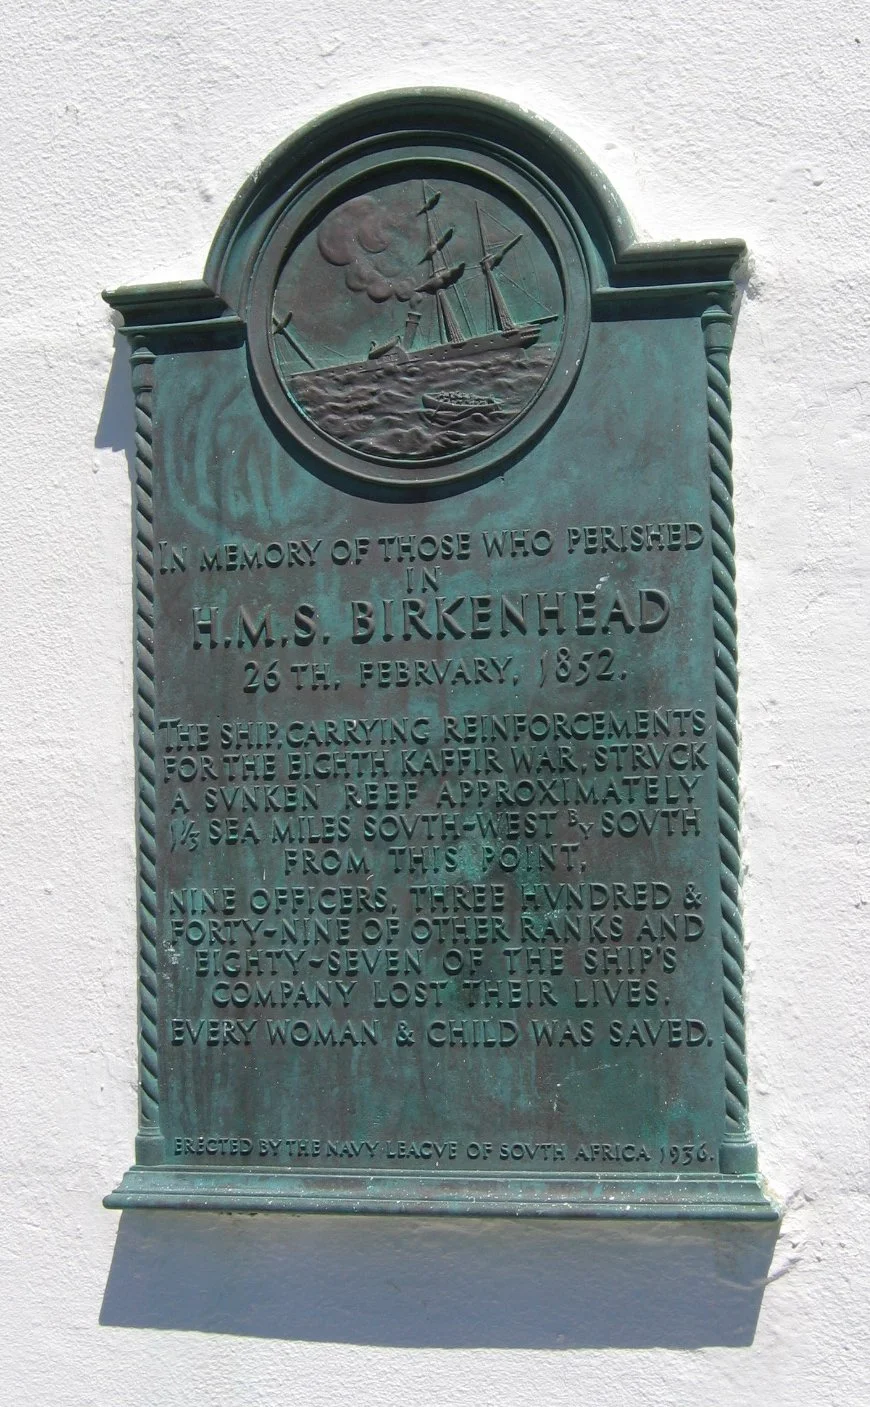 IN MEMORY OF THOSE WHO PERISHED
IN
H.M.S. BIRKENHEAD
26TH. FEBRVARY, 1852.
THE SHIP, CARRYING REINFORCEMENTS
FOR THE EIGHTH KAFFIR WAR, STRVCK
A SVNKEN REEF APPROXIMATELY
1⅓ SEA MILES SOVTH-WEST BY SOVTH
FROM THIS POINT.
NINE OFFICERS, THREE HVNDRED &
FORTY-NINE OF OTHER RANKS AND
EIGHTY-SEVEN OF THE SHIP'S
COMPANY LOST THEIR LIVES.
EVERY WOMAN & CHILD WAS SAVED.
ERECTED BY THE NAVY LEAGVE OF SOVTH AFRICA 1936.